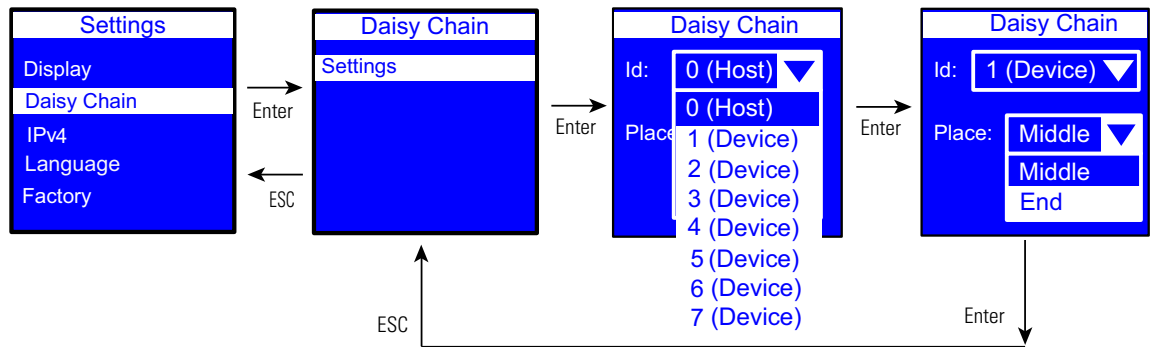 Settings
Display
Daisy Chain
IPv4
Language
Factory
Enter
ESC
Daisy Chain
Settings
Enter
Daisy Chain
Id: 0 (Host)
0 (Host)
Place
1 (Device)
2 (Device)
3 (Device)
4 (Device)
5 (Device)
6 (Device)
7 (Device)
Enter
Daisy Chain
Id: 1 (Device)
Place: Middle
Middle
End
ESC
Enter